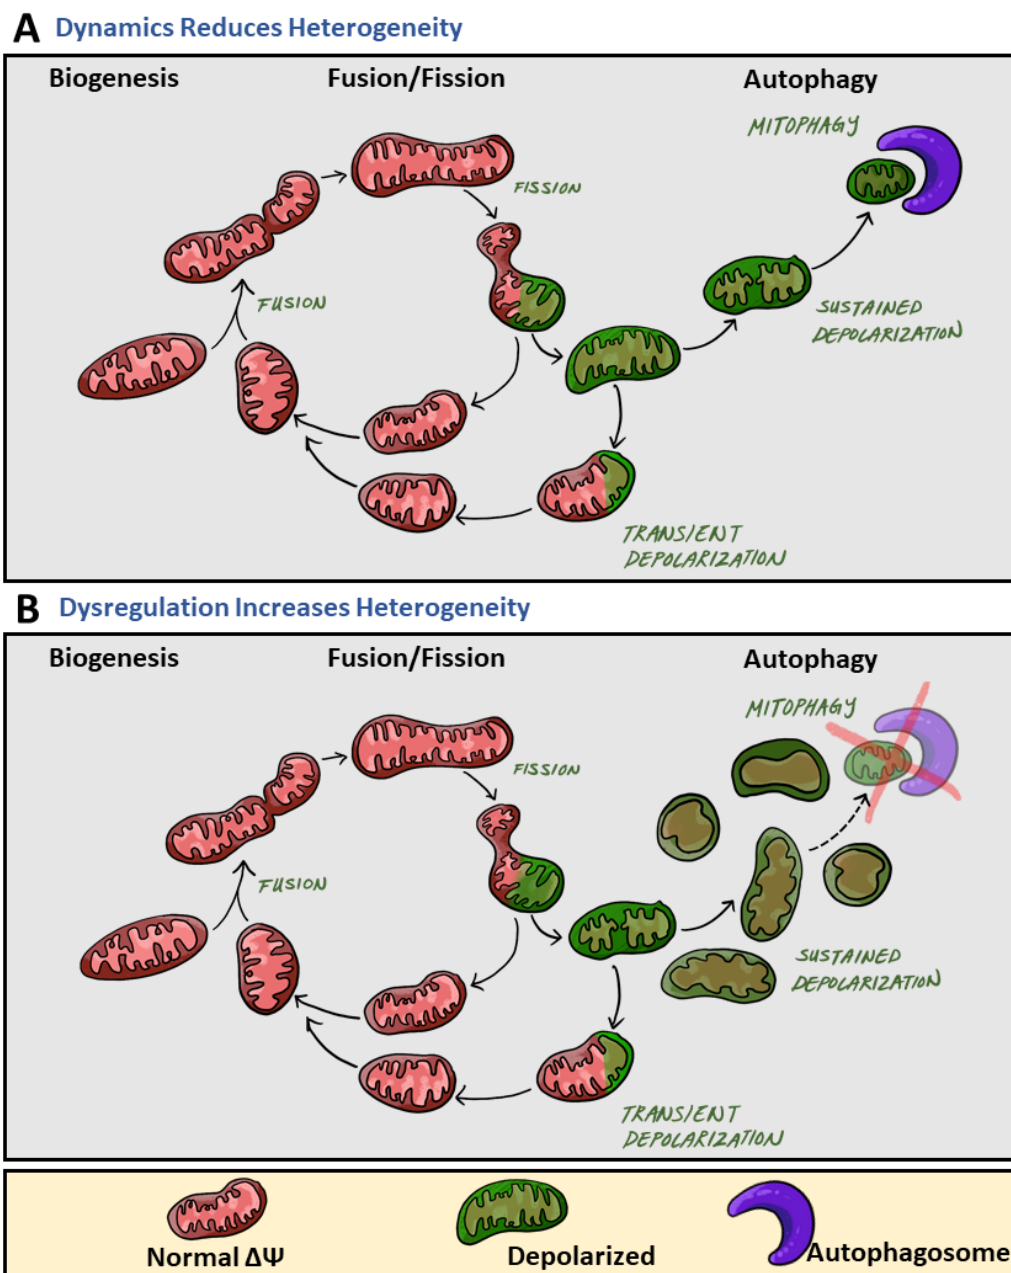 A Dynamics Reduces Heterogeneity
Biogenesis Fusion/Fission Autophagy
MITOPHAGY
FISSION
FUSION
SUSTAINED
DEPOLARIZATION
TRANSIENT
DEPOLARIZATION
B Dysregulation Increases Heterogeneity
Biogenesis Fusion/Fission Autophagy
MITOPHAGY
FISSION
FUSION
SUSTAINED
DEPOLARIZATION
TRANSIENT
DEPOLARIZATION
Normal ΔΨ Depolarized Autophagosome